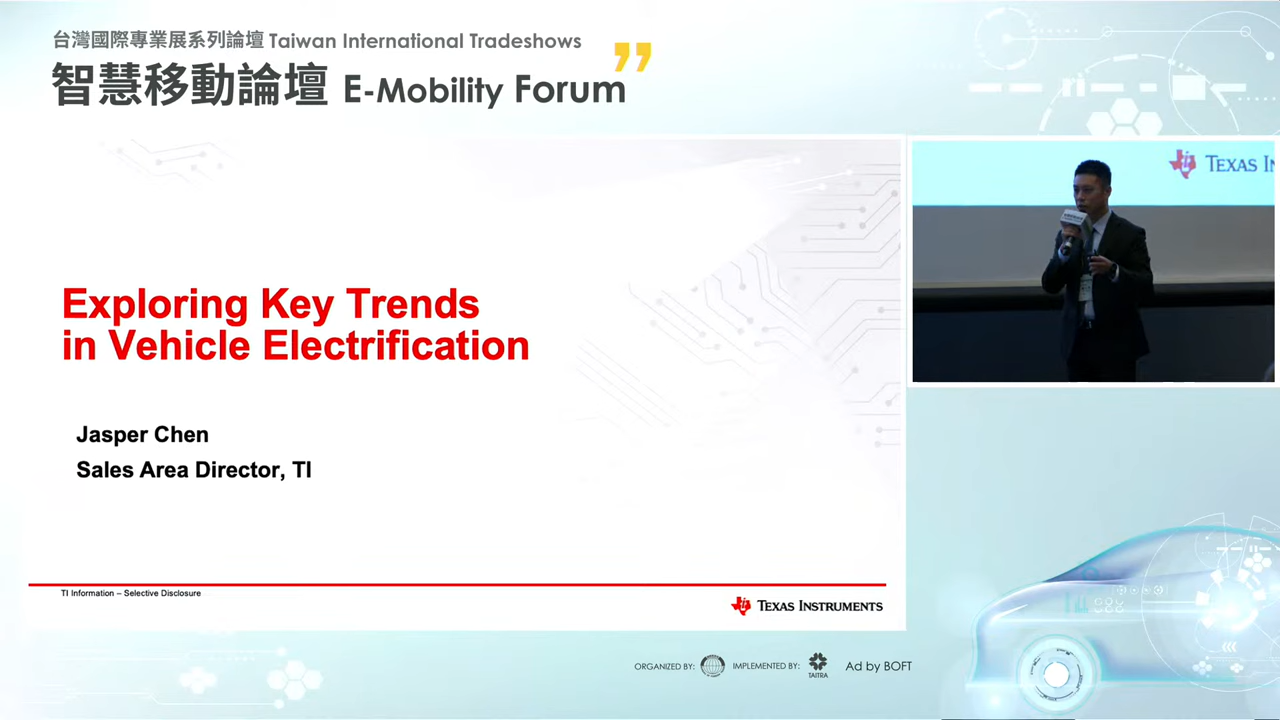 台灣國際專業展系列論壇 Taiwan International Tradeshows
智慧移動論壇 E-Mobility Forum
TEXAS IN
Exploring Key Trends
in Vehicle Electrification
Jasper Chen
Sales Area Director, TI
TI Information – Selective Disclosure
TEXAS INSTRUMENTS
ORGANIZED BY: IMPLEMENTED BY: TAITRA Ad by BOFT